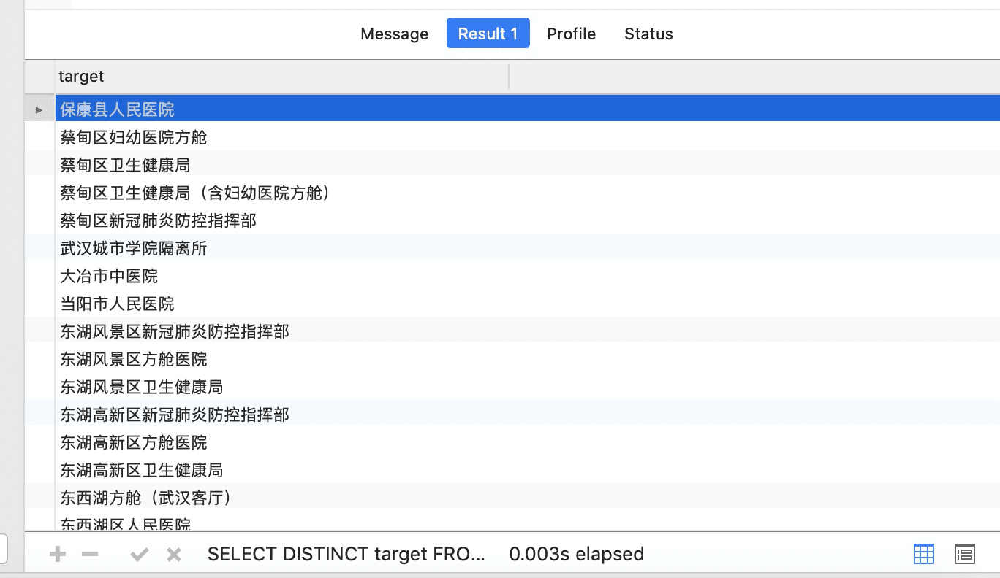 Message Result 1 Profile Status
target
保康县人民医院
蔡甸区妇幼医院方舱
蔡甸区卫生健康局
蔡甸区卫生健康局（含妇幼医院方舱）
蔡甸区新冠肺炎防控指挥部
武汉城市学院隔离所
大冶市中医院
当阳市人民医院
东湖风景区新冠肺炎防控指挥部
东湖风景区方舱医院
东湖风景区卫生健康局
东湖高新区新冠肺炎防控指挥部
东湖高新区方舱医院
东湖高新区卫生健康局
东西湖方舱（武汉客厅）
东西湖区人民医院
SELECT DISTINCT target FRO... 0.003s elapsed